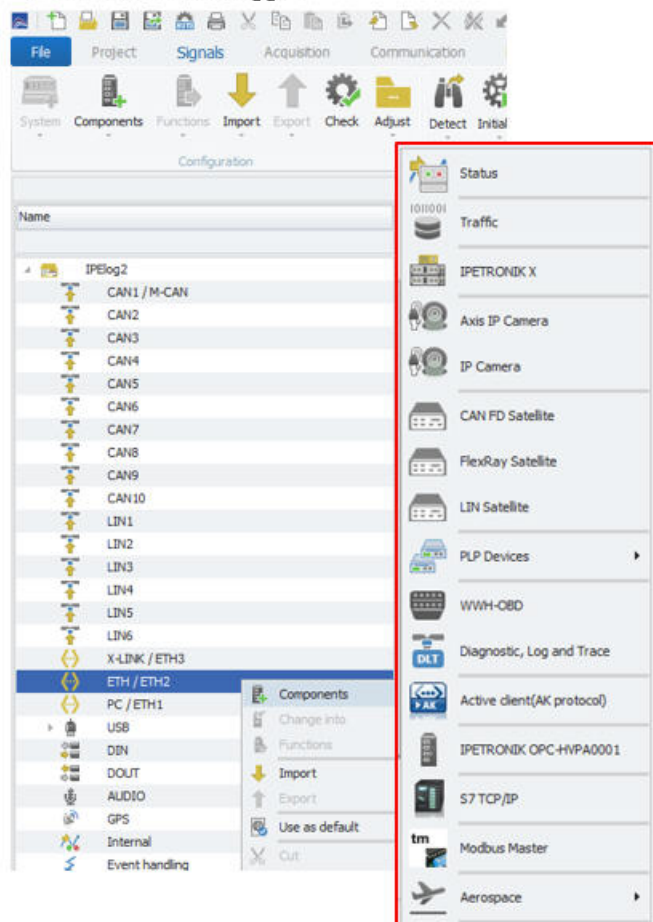 File Project Signals Acquisition Communication
System Components Functions Import Export Check Adjust Detect Initial
Configuration
Name
IPElog2
CAN1 / M-CAN
CAN2
CAN3
CAN4
CAN5
CAN6
CAN7
CAN8
CAN9
CAN10
LIN1
LIN2
LIN3
LIN4
LIN5
LIN6
X-LINK / ETH3
ETH / ETH2
PC / ETH1
USB
DIN
DOUT
AUDIO
GPS
Internal
Event handling
Components
Change into
Functions
Import
Export
Use as default
Cut
Status
1011001
Traffic
IPETRONIK X
Axis IP Camera
IP Camera
CAN FD Satellite
FlexRay Satellite
LIN Satellite
PLP Devices
WWH-OBD
DLT
Diagnostic, Log and Trace
AK
Active client(AK protocol)
IPETRONIK OPC-HVPA0001
S7 TCP/IP
tm
Modbus Master
Aerospace